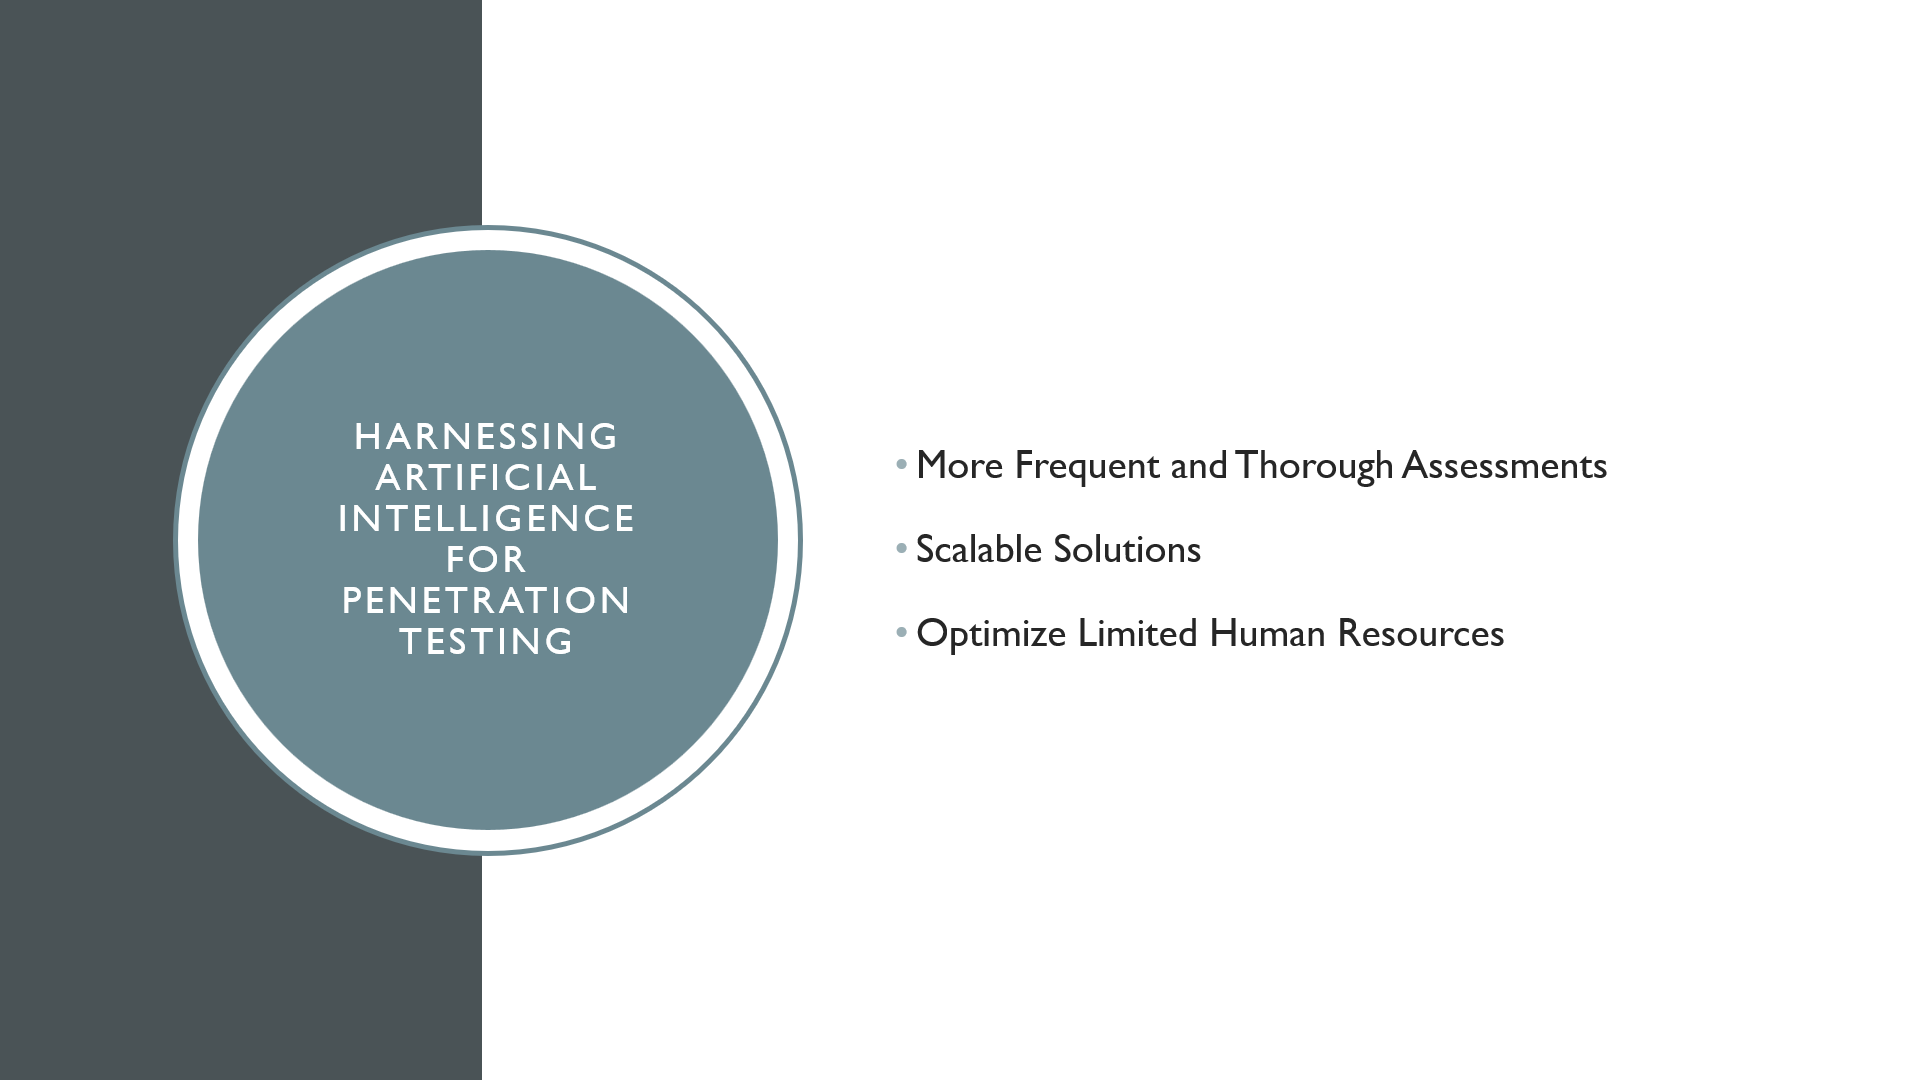 HARNESSING
ARTIFICIAL
INTELLIGENCE
FOR
PENETRATION
TESTING
• More Frequent and Thorough Assessments
• Scalable Solutions
• Optimize Limited Human Resources